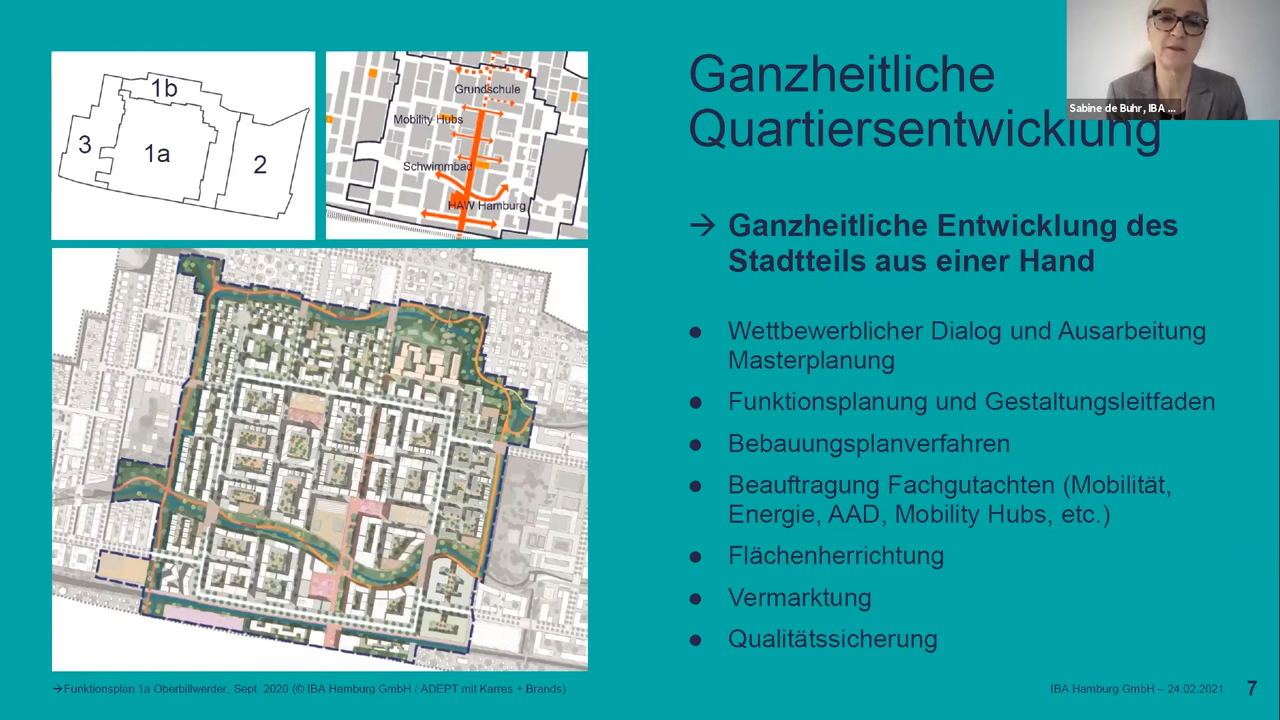 1b
3
1a
2
Grundschule
Mobility Hubs
Schwimmbad
HAW Hamburg
Ganzheitliche
Quartiersentwicklung
Sabine de Buhr, IBA ...
→ Ganzheitliche Entwicklung des
Stadtteils aus einer Hand
● Wettbewerblicher Dialog und Ausarbeitung
Masterplanung
● Funktionsplanung und Gestaltungsleitfaden
● Bebauungsplanverfahren
● Beauftragung Fachgutachten (Mobilität,
Energie, AAD, Mobility Hubs, etc.)
● Flächenherrichtung
● Vermarktung
● Qualitätssicherung
→Funktionsplan 1a Oberbillwerder, Sept. 2020 (© IBA Hamburg GmbH / ADEPT mit Karres + Brands)
IBA Hamburg GmbH – 24.02.2021 7